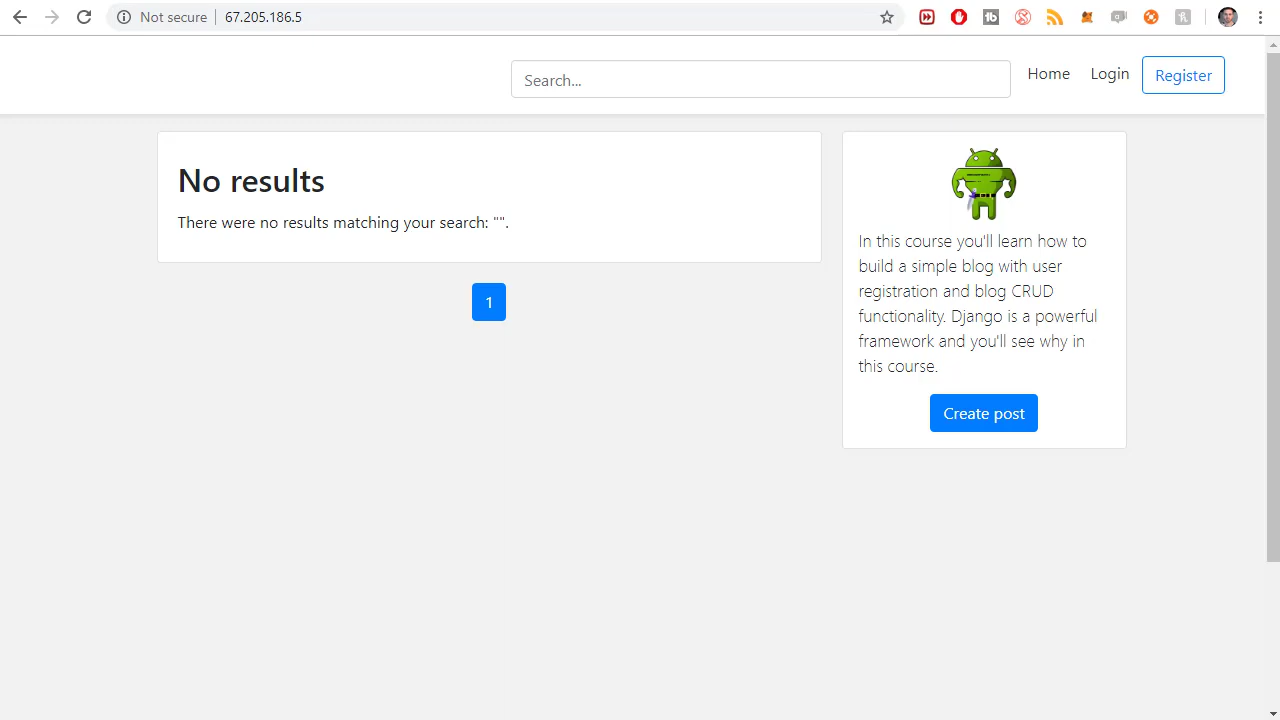 Not secure
67.205.186.5
Search...
Home
Login
Register
No results
There were no results matching your search: "".
1
In this course you'll learn how to
build a simple blog with user
registration and blog CRUD
functionality. Django is a powerful
framework and you'll see why in
this course.
Create post